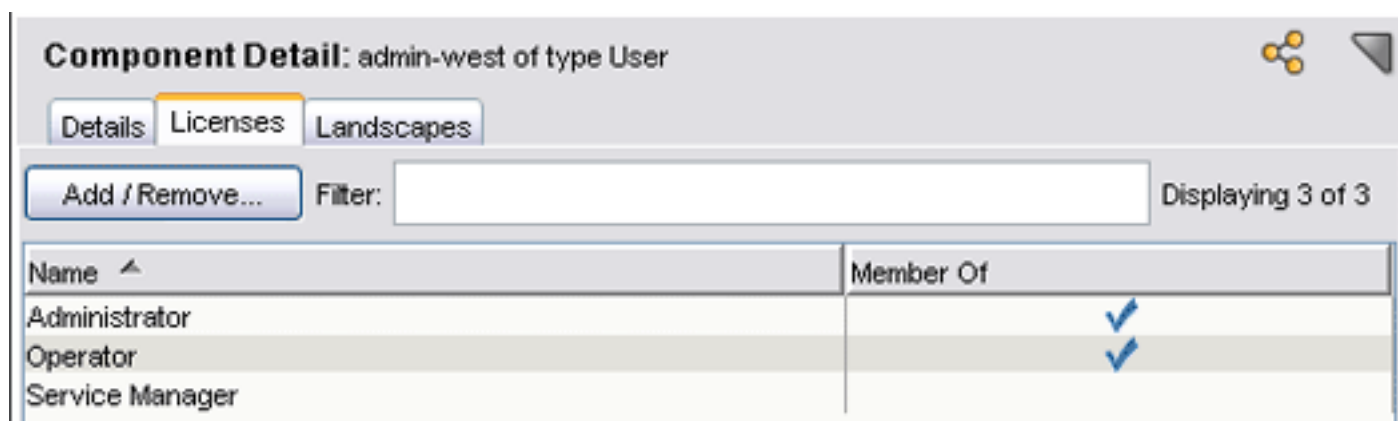 Component Detail: admin-west of type User
Details Licenses Landscapes
Add / Remove... Filter: Displaying 3 of 3
Name Member Of
Administrator
Operator
Service Manager